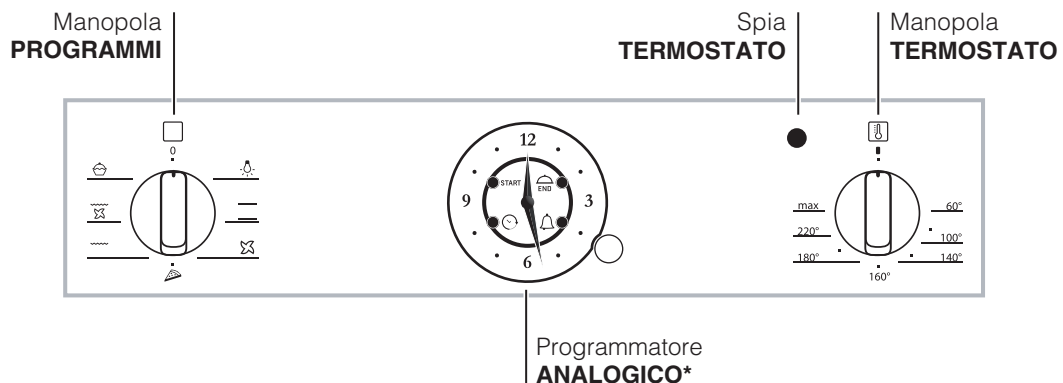 Manopola
PROGRAMMI
Spia
TERMOSTATO
Manopola
TERMOSTATO
0
12
3
6
9
START
END
max
220°
180°
160°
60°
100°
140°
Programmatore
ANALOGICO*